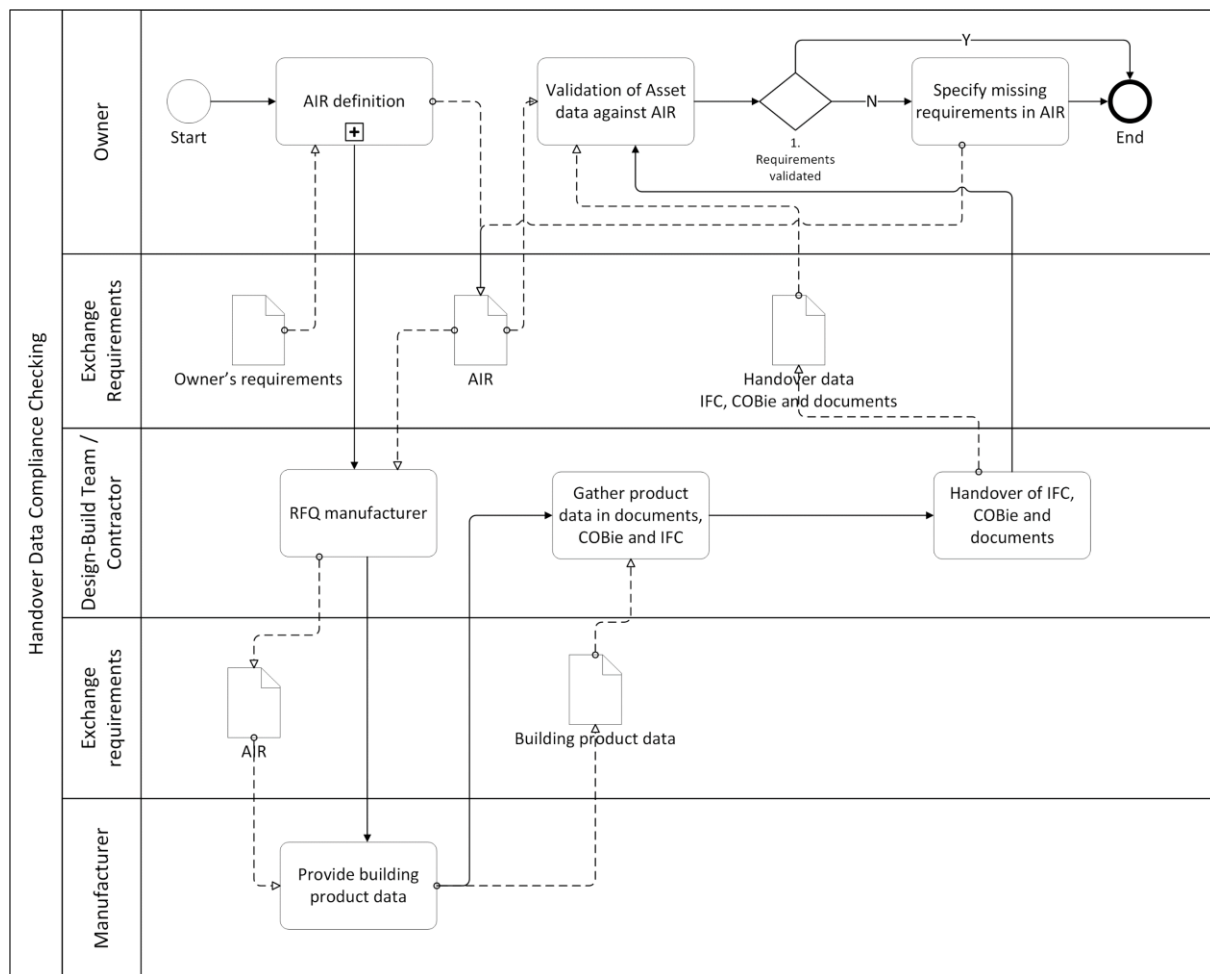 Handover Data Compliance Checking
Owner
Start
AIR definition
Validation of Asset
data against AIR
1.
Requirements
validated
Y
N
Specify missing
requirements in AIR
End
Exchange
Requirements
Owner’s requirements
AIR
Handover data
IFC, COBie and documents
Design-Build Team /
Contractor
RFQ manufacturer
Gather product
data in documents,
COBie and IFC
Handover of IFC,
COBie and
documents
Exchange
requirements
AIR
Building product data
Manufacturer
Provide building
product data